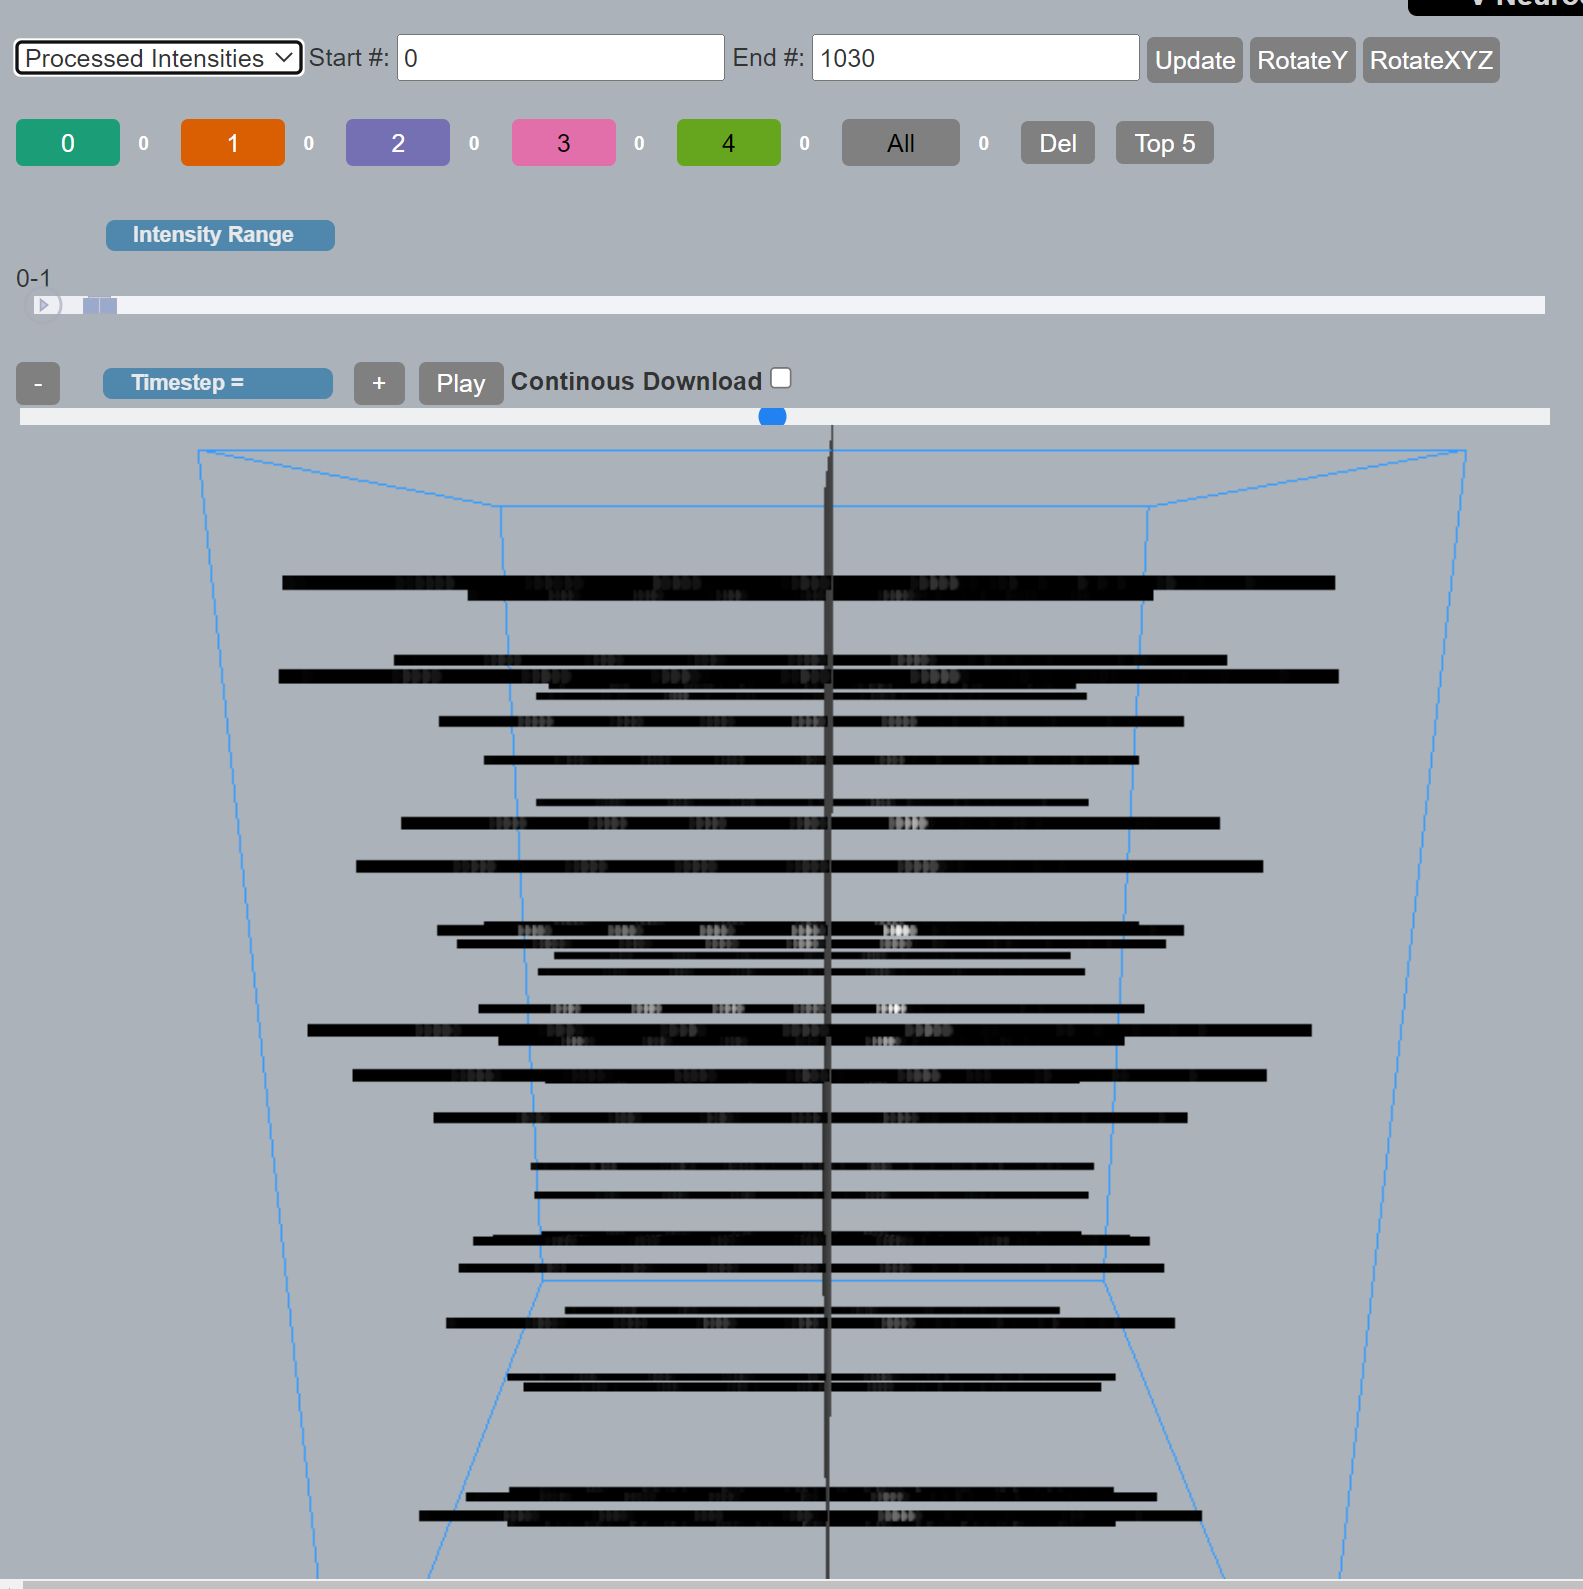 Processed Intensities Start #: 0 End #: 1030 Update RotateY RotateXYZ
0 0 1 0 2 0 3 0 4 0 All 0 Del Top 5
Intensity Range
0-1
- Timestep = + Play Continous Download